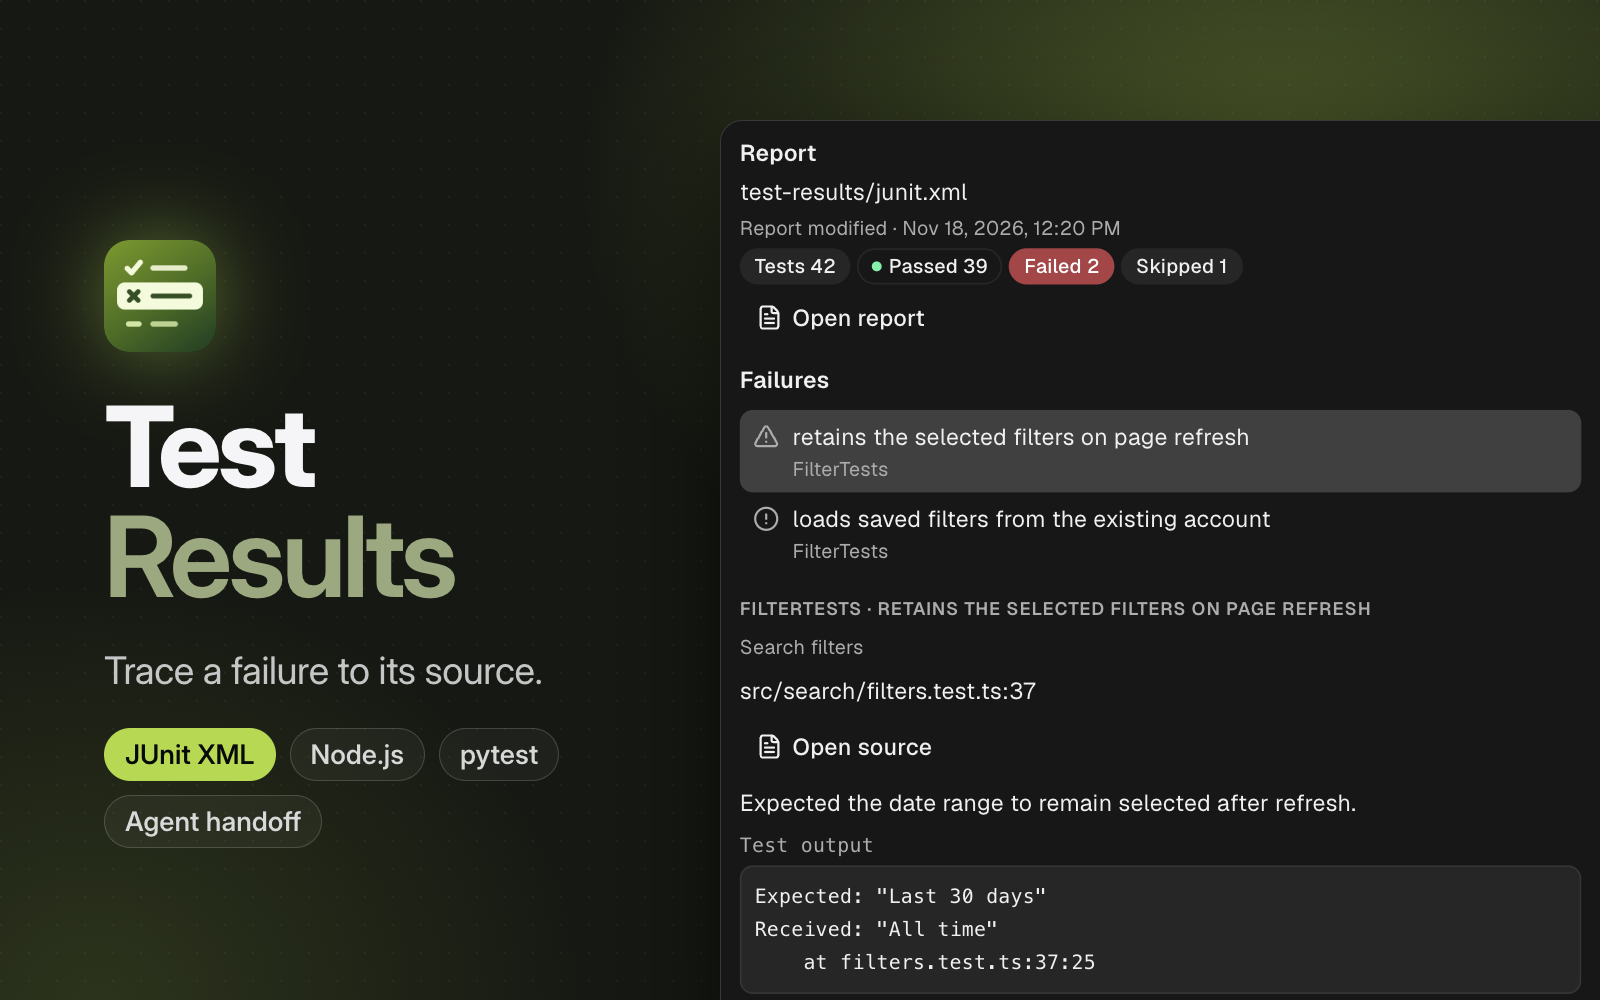 Test
Results
Trace a failure to its source.
JUnit XML
Node.js
pytest
Agent handoff
Report
test-results/junit.xml
Report modified · Nov 18, 2026, 12:20 PM
Tests 42
Passed 39
Failed 2
Skipped 1
Open report
Failures
retains the selected filters on page refresh
FilterTests
loads saved filters from the existing account
FilterTests
FILTERTESTS · RETAINS THE SELECTED FILTERS ON PAGE REFRESH
Search filters
src/search/filters.test.ts:37
Open source
Expected the date range to remain selected after refresh.
Test output
Expected: "Last 30 days"
Received: "All time"
at filters.test.ts:37:25